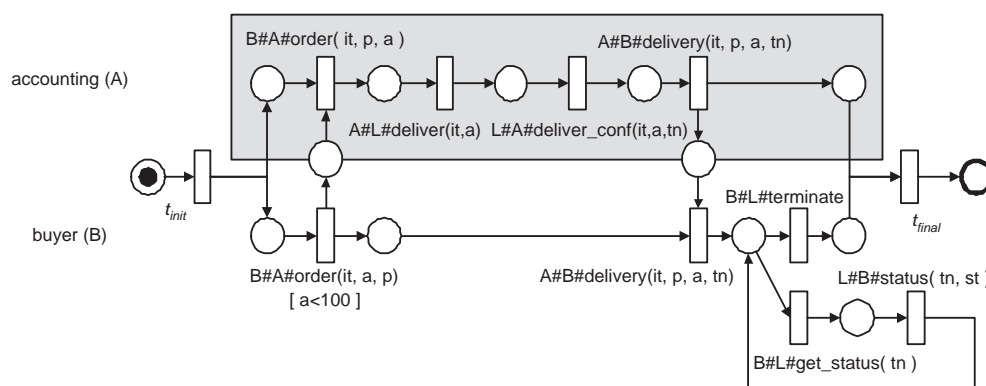 B#A#order( it, p, a )
A#B#delivery(it, p, a, tn)
accounting (A)
A#L#deliver(it,a)
L#A#deliver_conf(it,a,tn)
t_init
B#L#terminate
t_final
buyer (B)
B#A#order(it, a, p)
[ a<100 ]
A#B#delivery(it, p, a, tn)
L#B#status( tn, st )
B#L#get_status( tn )